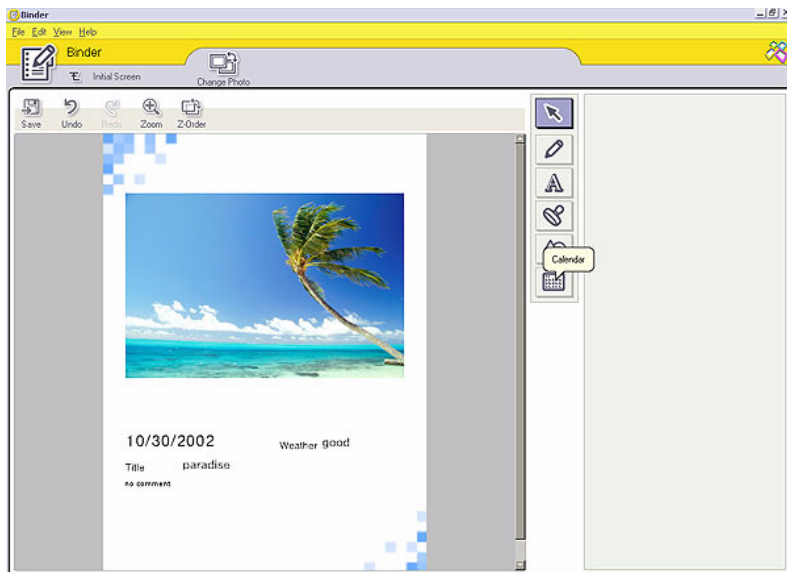 Binder
File Edit View Help
Binder
Initial Screen
Change Photo
Save Undo Redo Zoom Z-Order
Calendar
10/30/2002
Weather good
Title paradise
no comment